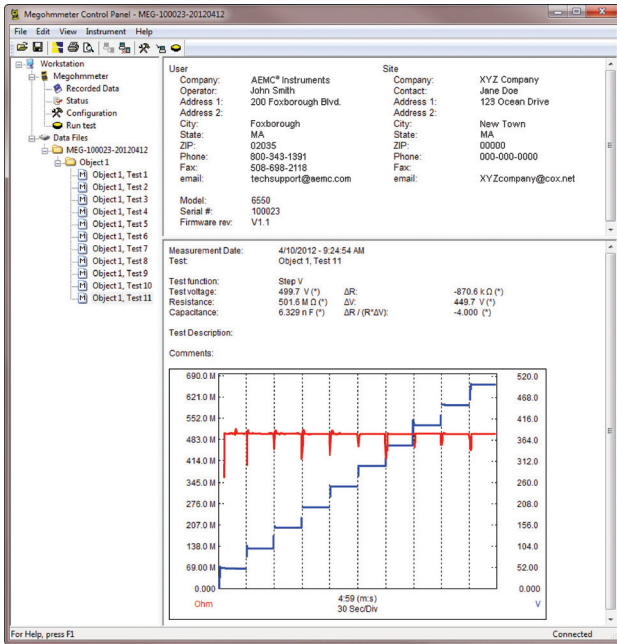 Megohmmeter Control Panel - MEG-100023-20120412
File Edit View Instrument Help
Workstation
Megohmmeter
Recorded Data
Status
Configuration
Run test
Data Files
MEG-100023-20120412
Object 1
Object 1, Test 1
Object 1, Test 2
Object 1, Test 3
Object 1, Test 4
Object 1, Test 5
Object 1, Test 6
Object 1, Test 7
Object 1, Test 8
Object 1, Test 9
Object 1, Test 10
Object 1, Test 11
User Site
Company: AEMC® Instruments Company: XYZ Company
Operator: John Smith Contact: Jane Doe
Address 1: 200 Foxborough Blvd. Address 1: 123 Ocean Drive
Address 2: Address 2:
City: Foxborough City: New Town
State: MA State: MA
ZIP: 02035 ZIP: 00000
Phone: 800-343-1391 Phone: 000-000-0000
Fax: 508-698-2118 Fax:
email: techsupport@aemc.com email: XYZcompany@cox.net
Model: 6550
Serial #: 100023
Firmware rev: V1.1
Measurement Date: 4/10/2012 - 9:24:54 AM
Test: Object 1, Test 11
Test function: Step V
Test voltage: 499.7 V (*) ΔR: -870.6 k Ω (*)
Resistance: 501.6 M Ω (*) ΔV: 449.7 V (*)
Capacitance: 6.329 n F (*) ΔR / (R*ΔV): -4.000 (*)
Test Description:
Comments:
690.0 M 520.0
621.0 M 468.0
552.0 M 416.0
483.0 M 364.0
414.0 M 312.0
345.0 M 260.0
276.0 M 208.0
207.0 M 156.0
138.0 M 104.0
69.00 M 52.00
0.000 0.000
Ohm 4:59 (m:s) V
30 Sec/Div
For Help, press F1 Connected